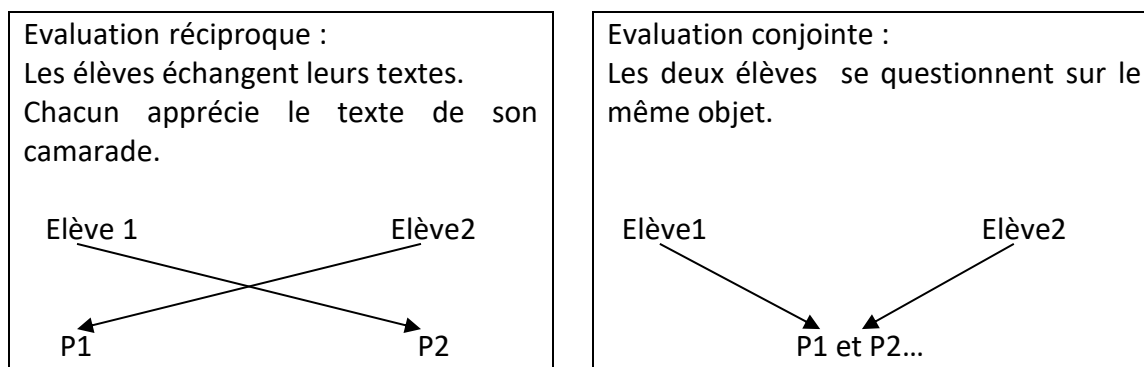 Evaluation réciproque :
Les élèves échangent leurs textes.
Chacun apprécie le texte de son
camarade.
Elève 1 Elève2
P1 P2
Evaluation conjointe :
Les deux élèves se questionnent sur le
même objet.
Elève1 Elève2
P1 et P2…